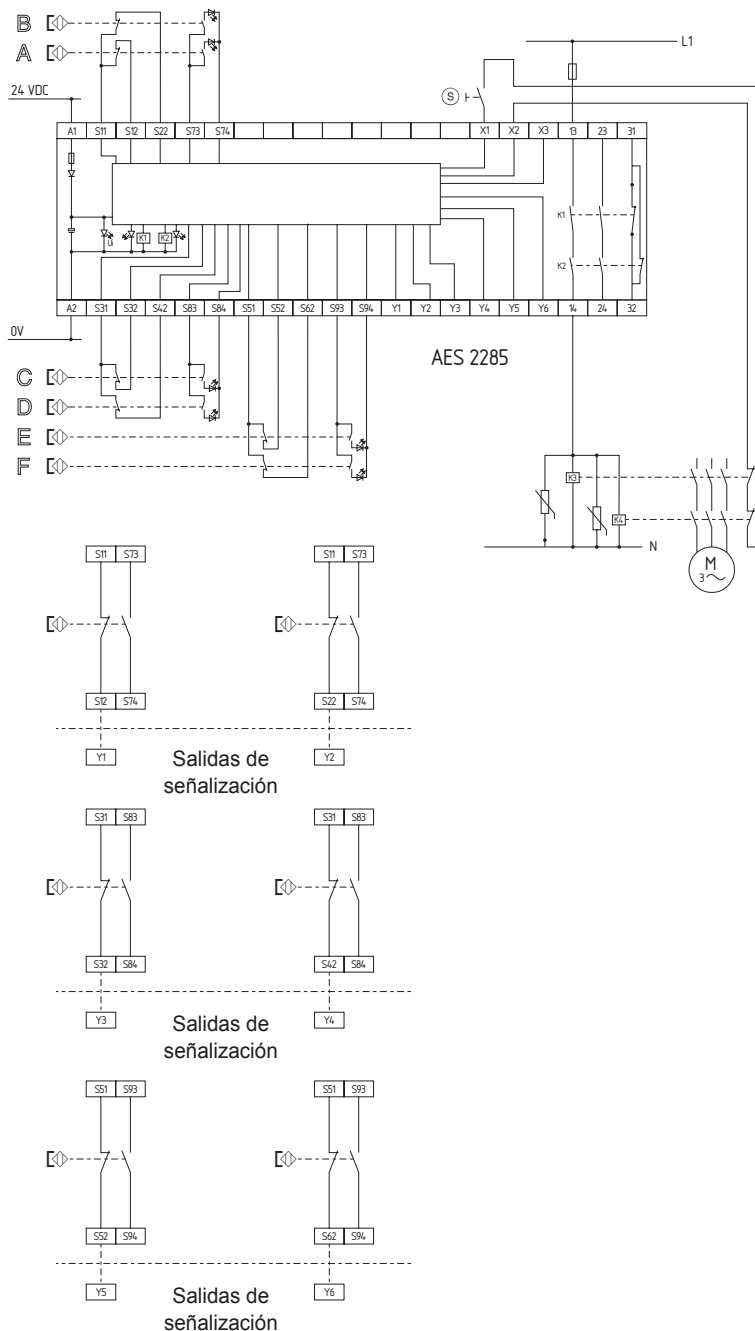 B
A
24 VDC
L1
S
A1 S11 S12 S22 S73 S74 X1 X2 X3 13 23 31
K1
Ui K1 K2
K2
A2 S31 S32 S42 S83 S84 S51 S52 S62 S93 S94 Y1 Y2 Y3 Y4 Y5 Y6 14 24 32
0V
AES 2285
C
D
E
F
K3
K4
N
M
3~
S11 S73 S11 S73
S12 S74 S22 S74
Y1 Y2
Salidas de
señalización
S31 S83 S31 S83
S32 S84 S42 S84
Y3 Y4
Salidas de
señalización
S51 S93 S51 S93
S52 S94 S62 S94
Y5 Y6
Salidas de
señalización